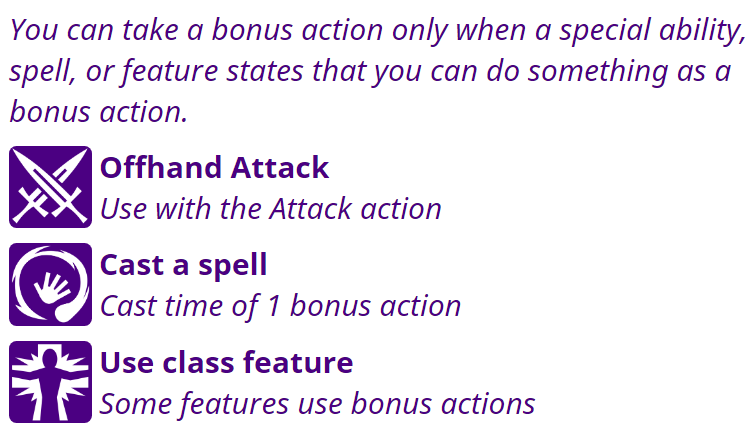 You can take a bonus action only when a special ability,
spell, or feature states that you can do something as a
bonus action.
Offhand Attack
Use with the Attack action
Cast a spell
Cast time of 1 bonus action
Use class feature
Some features use bonus actions